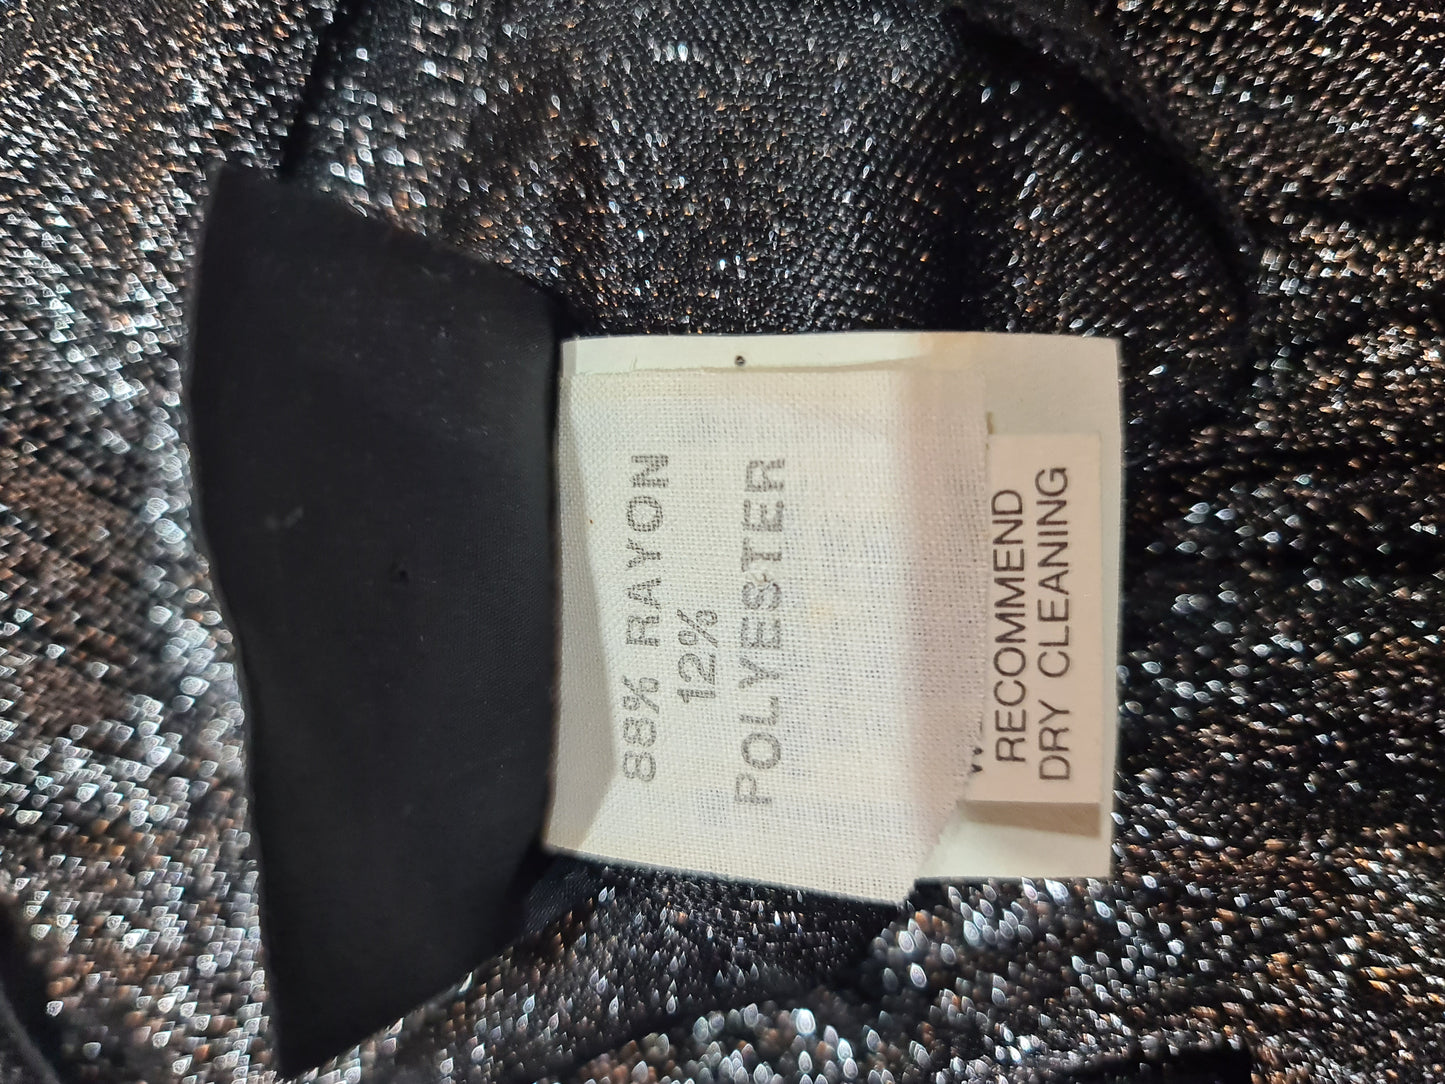 88% RAYON
12%
POLYESTER
RECOMMEND
DRY CLEANING